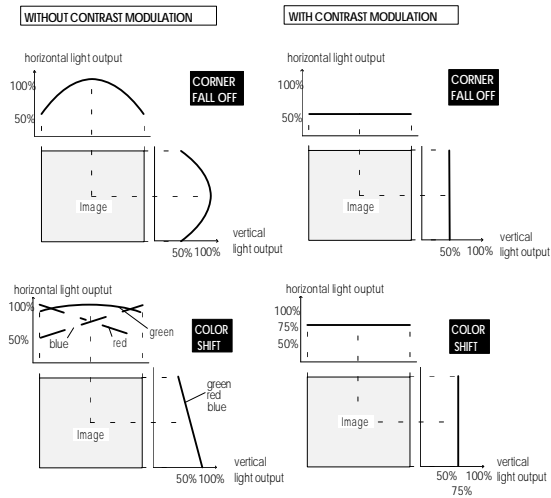 WITHOUT CONTRAST MODULATION
WITH CONTRAST MODULATION
horizontal light output
100%
50%
CORNER
FALL OFF
Image
vertical
light output
50% 100%
horizontal light output
100%
50%
CORNER
FALL OFF
Image
vertical
light output
50% 100%
horizontal light ouptput
100%
50%
green
blue
red
COLOR
SHIFT
green
red
blue
Image
vertical
light output
50% 100%
horizontal light ouptut
100%
75%
50%
COLOR
SHIFT
Image
vertical
light output
50% 100%
75%